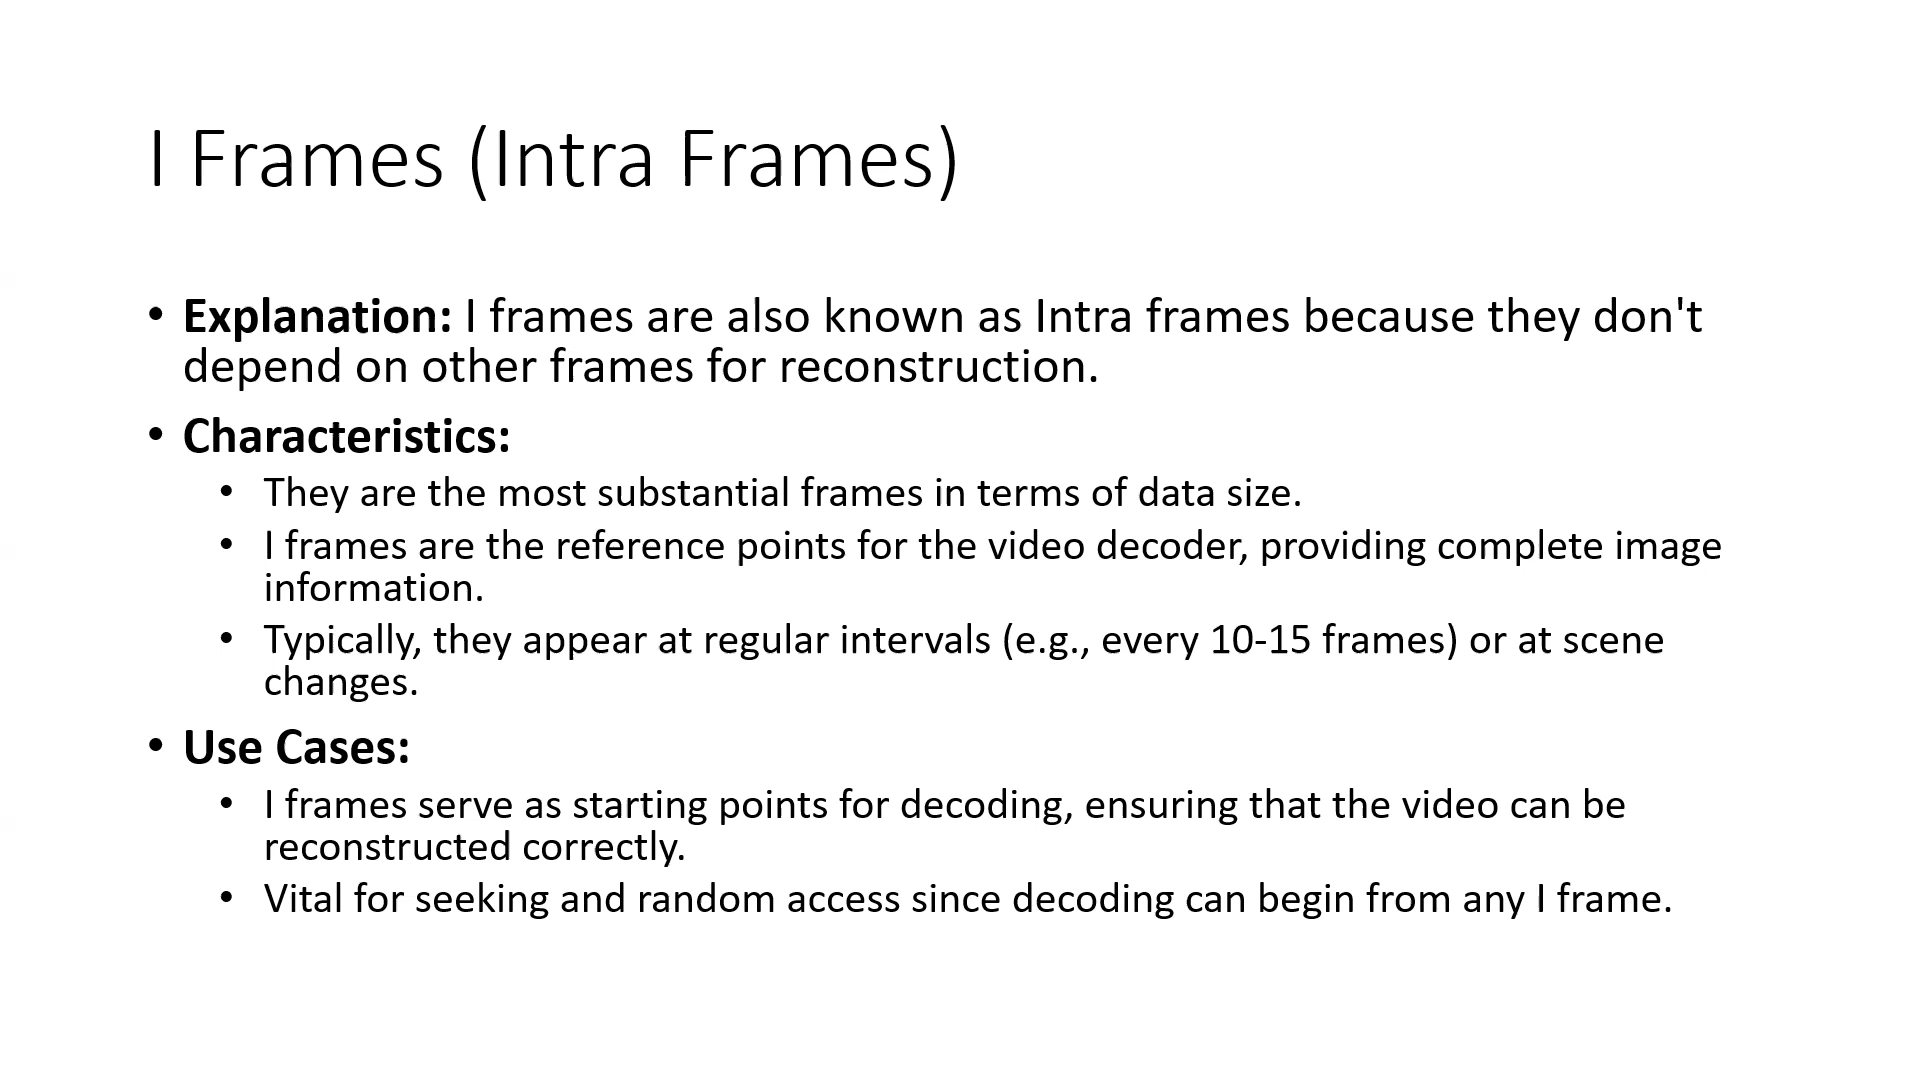 I Frames (Intra Frames)
• Explanation: I frames are also known as Intra frames because they don't
depend on other frames for reconstruction.
• Characteristics:
• They are the most substantial frames in terms of data size.
• I frames are the reference points for the video decoder, providing complete image
information.
• Typically, they appear at regular intervals (e.g., every 10-15 frames) or at scene
changes.
• Use Cases:
• I frames serve as starting points for decoding, ensuring that the video can be
reconstructed correctly.
• Vital for seeking and random access since decoding can begin from any I frame.